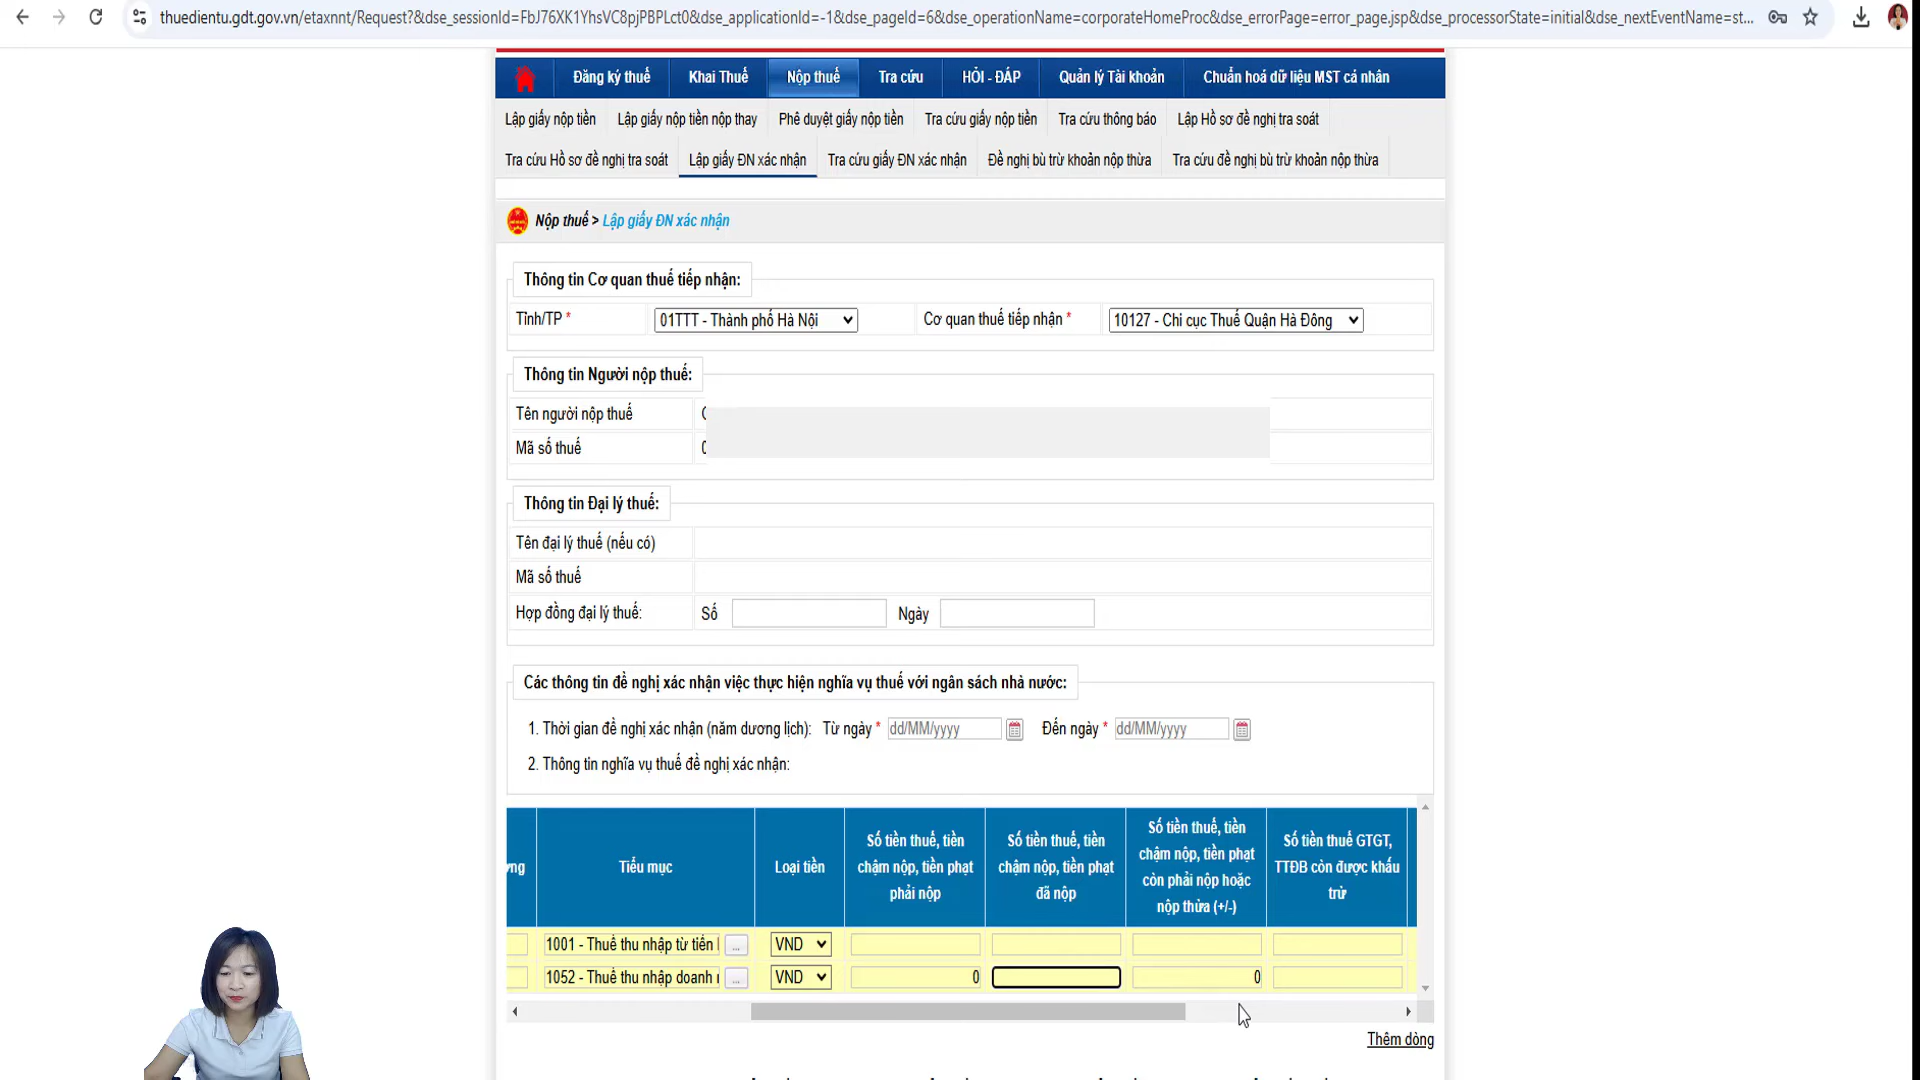 thuedientu.gdt.gov.vn/etaxnnt/Request?&dse_sessionId=FbJ76XK1YhsVC8pjPBPLct0&dse_applicationId=-1&dse_pageId=6&dse_operationName=corporateHomeProc&dse_errorPage=error_page.jsp&dse_processorState=initial&dse_nextEventName=st...
Đăng ký thuế Khai Thuế Nộp thuế Tra cứu HỎI - ĐÁP Quản lý Tài khoản Chuẩn hoá dữ liệu MST cá nhân
Lập giấy nộp tiền Lập giấy nộp tiền nộp thay Phê duyệt giấy nộp tiền Tra cứu giấy nộp tiền Tra cứu thông báo Lập Hồ sơ đề nghị tra soát
Tra cứu Hồ sơ đề nghị tra soát Lập giấy ĐN xác nhận Tra cứu giấy ĐN xác nhận Đề nghị bù trừ khoản nộp thừa Tra cứu đề nghị bù trừ khoản nộp thừa
Nộp thuế > Lập giấy ĐN xác nhận
Thông tin Cơ quan thuế tiếp nhận:
Tỉnh/TP * 01TTT - Thành phố Hà Nội Cơ quan thuế tiếp nhận * 10127 - Chi cục Thuế Quận Hà Đông
Thông tin Người nộp thuế:
Tên người nộp thuế
Mã số thuế
Thông tin Đại lý thuế:
Tên đại lý thuế (nếu có)
Mã số thuế
Hợp đồng đại lý thuế: Số Ngày
Các thông tin đề nghị xác nhận việc thực hiện nghĩa vụ thuế với ngân sách nhà nước:
1. Thời gian đề nghị xác nhận (năm dương lịch): Từ ngày * dd/MM/yyyy Đến ngày * dd/MM/yyyy
2. Thông tin nghĩa vụ thuế đề nghị xác nhận:
Tiểu mục
Loại tiền
Số tiền thuế, tiền
chậm nộp, tiền phạt
phải nộp
Số tiền thuế, tiền
chậm nộp, tiền phạt
đã nộp
Số tiền thuế, tiền
chậm nộp, tiền phạt
còn phải nộp hoặc
nộp thừa (+/-)
Số tiền thuế GTGT,
TTĐB còn được khấu
trừ
1001 - Thuế thu nhập từ tiền ... VND
1052 - Thuế thu nhập doanh ... VND 0 0
Thêm dòng